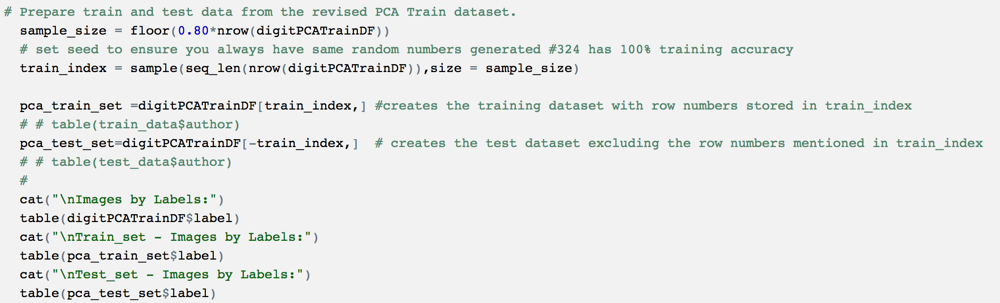 # Prepare train and test data from the revised PCA Train dataset.
sample_size = floor(0.80*nrow(digitPCATrainDF))
# set seed to ensure you always have same random numbers generated #324 has 100% training accuracy
train_index = sample(seq_len(nrow(digitPCATrainDF)),size = sample_size)
pca_train_set =digitPCATrainDF[train_index,] #creates the training dataset with row numbers stored in train_index
# # table(train_data$author)
pca_test_set=digitPCATrainDF[-train_index,]  # creates the test dataset excluding the row numbers mentioned in train_index
# # table(test_data$author)
#
cat("\nImages by Labels:")
table(digitPCATrainDF$label)
cat("\nTrain_set - Images by Labels:")
table(pca_train_set$label)
cat("\nTest_set - Images by Labels:")
table(pca_test_set$label)